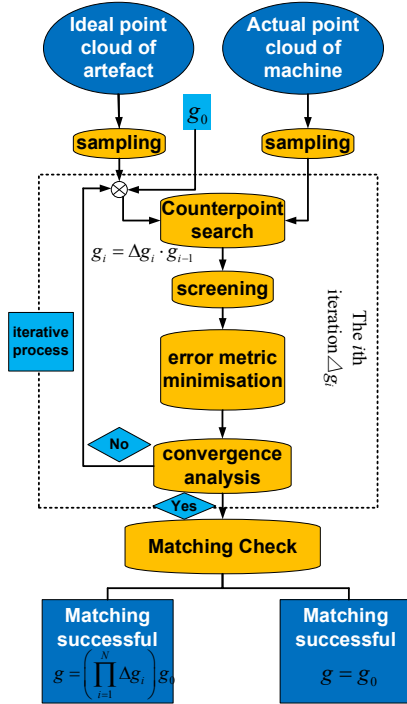 Ideal point
cloud of
artefact
Actual point
cloud of
machine
g₀
sampling
sampling
Counterpoint
search
gᵢ = Δgᵢ · gᵢ₋₁
screening
The ith
iteration Δgᵢ
iterative
process
error metric
minimisation
No
convergence
analysis
Yes
Matching Check
Matching
successful
g = (∏ᵢ₌₁ᴺ Δgᵢ) g₀
Matching
successful
g = g₀